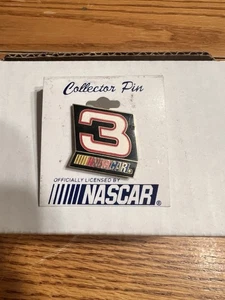 Collector Pin
3
NASCAR
OFFICIALLY LICENSED BY
NASCAR®